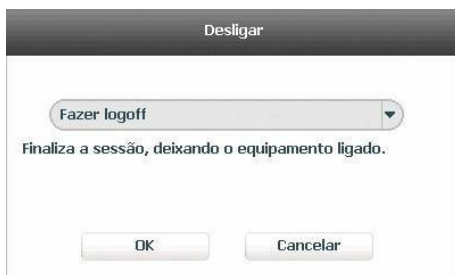 Desligar
Fazer logoff
Finaliza a sessão, deixando o equipamento ligado.
OK
Cancelar